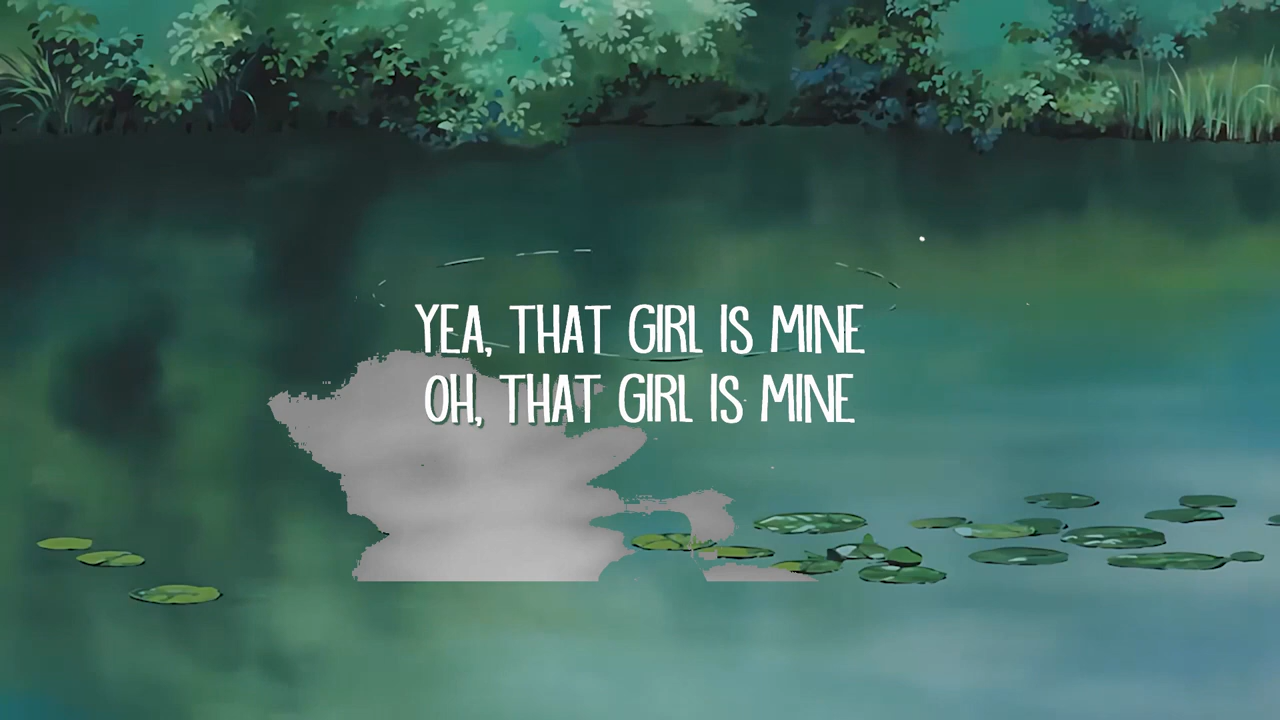 YEA, THAT GIRL IS MINE
OH, THAT GIRL IS MINE